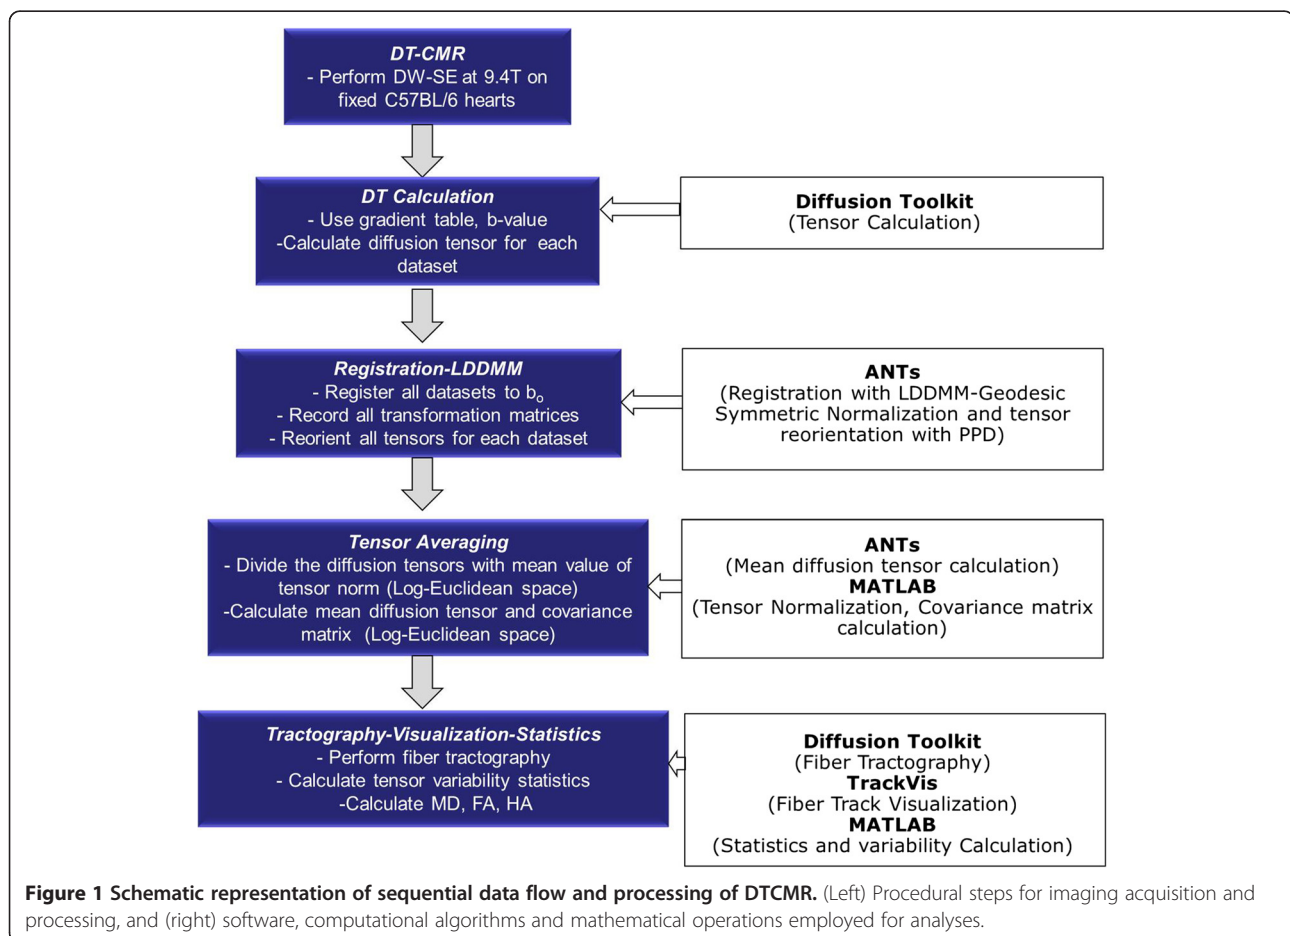 DT-CMR
- Perform DW-SE at 9.4T on
fixed C57BL/6 hearts
DT Calculation
- Use gradient table, b-value
-Calculate diffusion tensor for each
dataset
Diffusion Toolkit
(Tensor Calculation)
Registration-LDDMM
- Register all datasets to bo
- Record all transformation matrices
- Reorient all tensors for each dataset
ANTs
(Registration with LDDMM-Geodesic
Symmetric Normalization and tensor
reorientation with PPD)
Tensor Averaging
- Divide the diffusion tensors with mean value of
tensor norm (Log-Euclidean space)
-Calculate mean diffusion tensor and covariance
matrix (Log-Euclidean space)
ANTs
(Mean diffusion tensor calculation)
MATLAB
(Tensor Normalization, Covariance matrix
calculation)
Tractography-Visualization-Statistics
- Perform fiber tractography
- Calculate tensor variability statistics
-Calculate MD, FA, HA
Diffusion Toolkit
(Fiber Tractography)
TrackVis
(Fiber Track Visualization)
MATLAB
(Statistics and variability Calculation)
Figure 1 Schematic representation of sequential data flow and processing of DTCMR. (Left) Procedural steps for imaging acquisition and
processing, and (right) software, computational algorithms and mathematical operations employed for analyses.